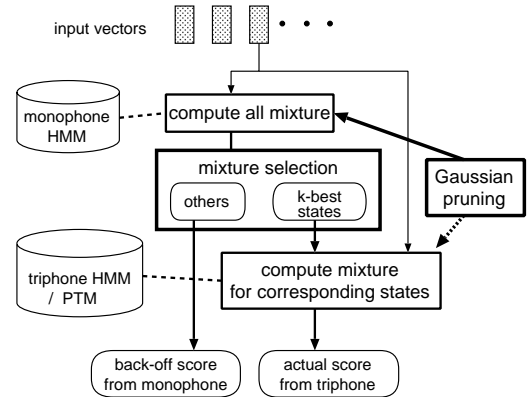 input vectors
monophone
HMM
compute all mixture
mixture selection
others
k-best
states
Gaussian
pruning
triphone HMM
/ PTM
compute mixture
for corresponding states
back-off score
from monophone
actual score
from triphone